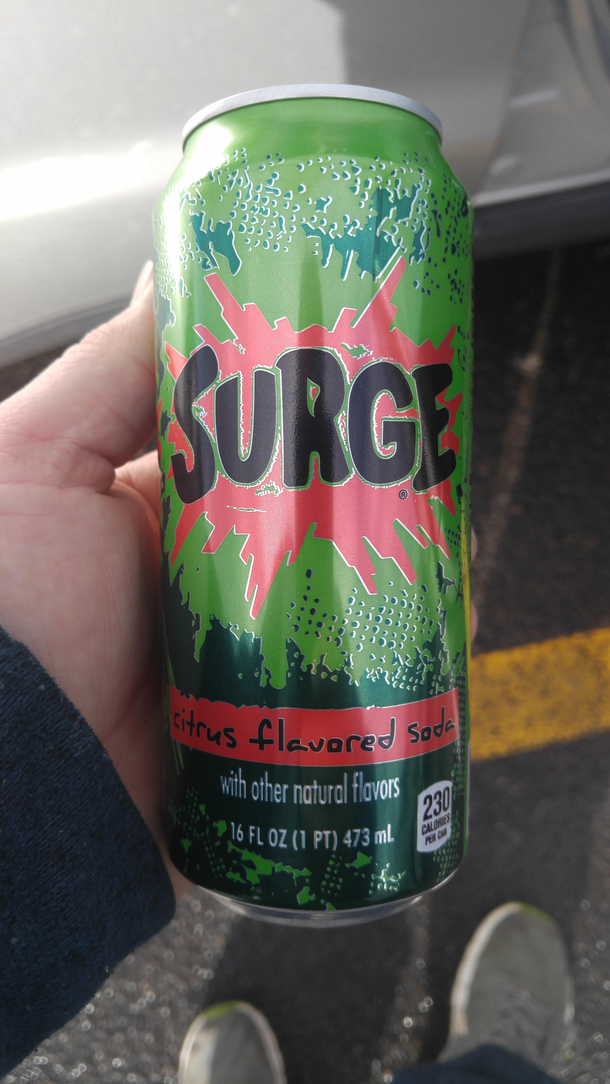 SURGE
®
citrus flavored soda
with other natural flavors
16 FL OZ (1 PT) 473 mL
230
CALORIES
PER CAN